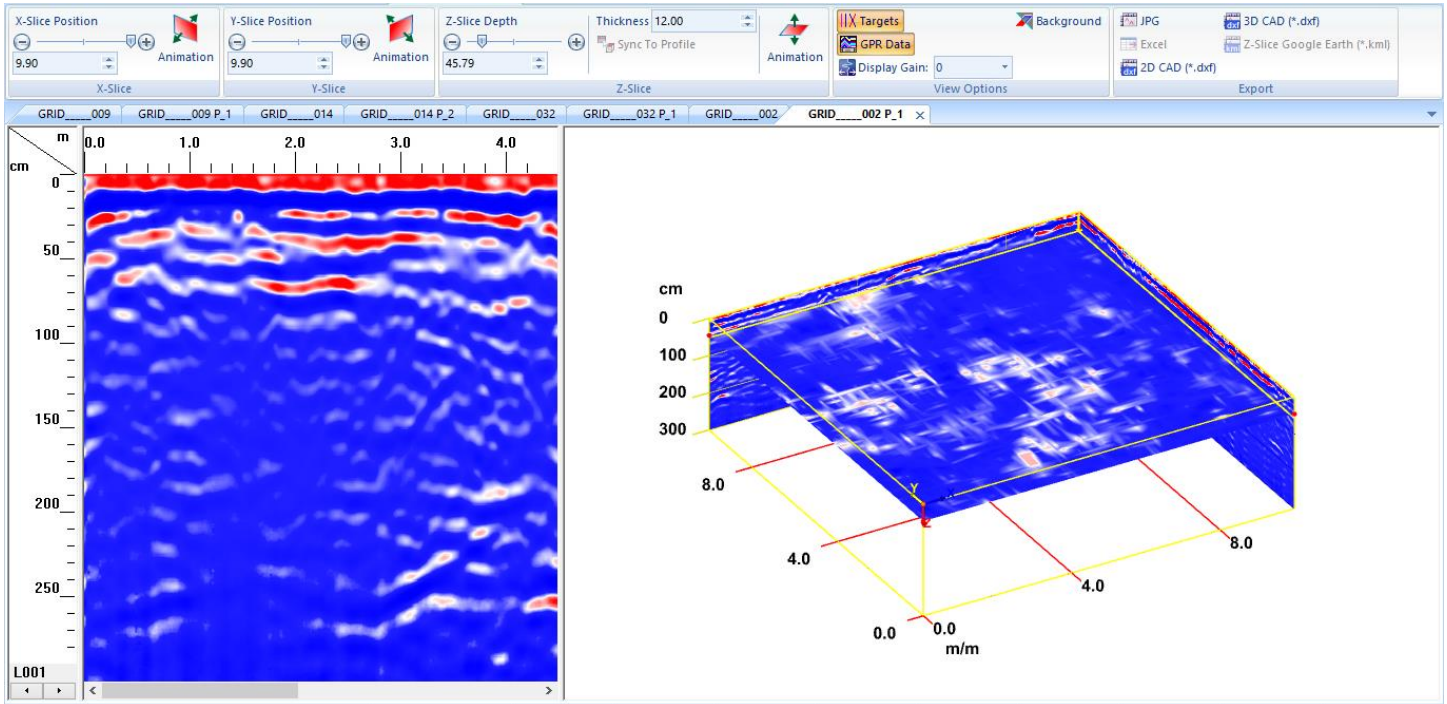 X-Slice Position
9.90
Animation
X-Slice
Y-Slice Position
9.90
Animation
Y-Slice
Z-Slice Depth
45.79
Thickness 12.00
Sync To Profile
Animation
Z-Slice
Targets
GPR Data
Display Gain: 0
Background
View Options
JPG
Excel
2D CAD (*.dxf)
3D CAD (*.dxf)
Z-Slice Google Earth (*.kml)
Export
GRID_____009
GRID_____009 P_1
GRID_____014
GRID_____014 P_2
GRID_____032
GRID_____032 P_1
GRID_____002
GRID_____002 P_1
m
cm
0.0 1.0 2.0 3.0 4.0
0
50
100
150
200
250
L001
cm
0
100
200
300
8.0
4.0
0.0
0.0
4.0
8.0
m/m
Y
Z